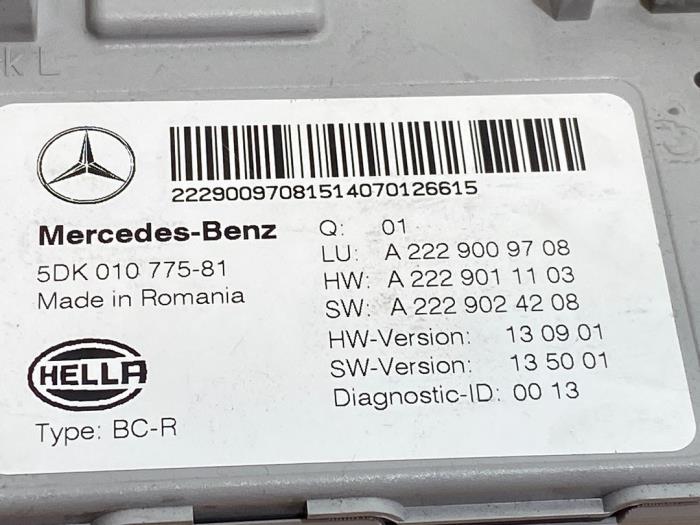 k L
22290097081514070126615
Mercedes-Benz
5DK 010 775-81
Made in Romania
HELLA
Type: BC-R
Q: 01
LU: A 222 900 97 08
HW: A 222 901 11 03
SW: A 222 902 42 08
HW-Version: 13 09 01
SW-Version: 13 50 01
Diagnostic-ID: 00 13
3